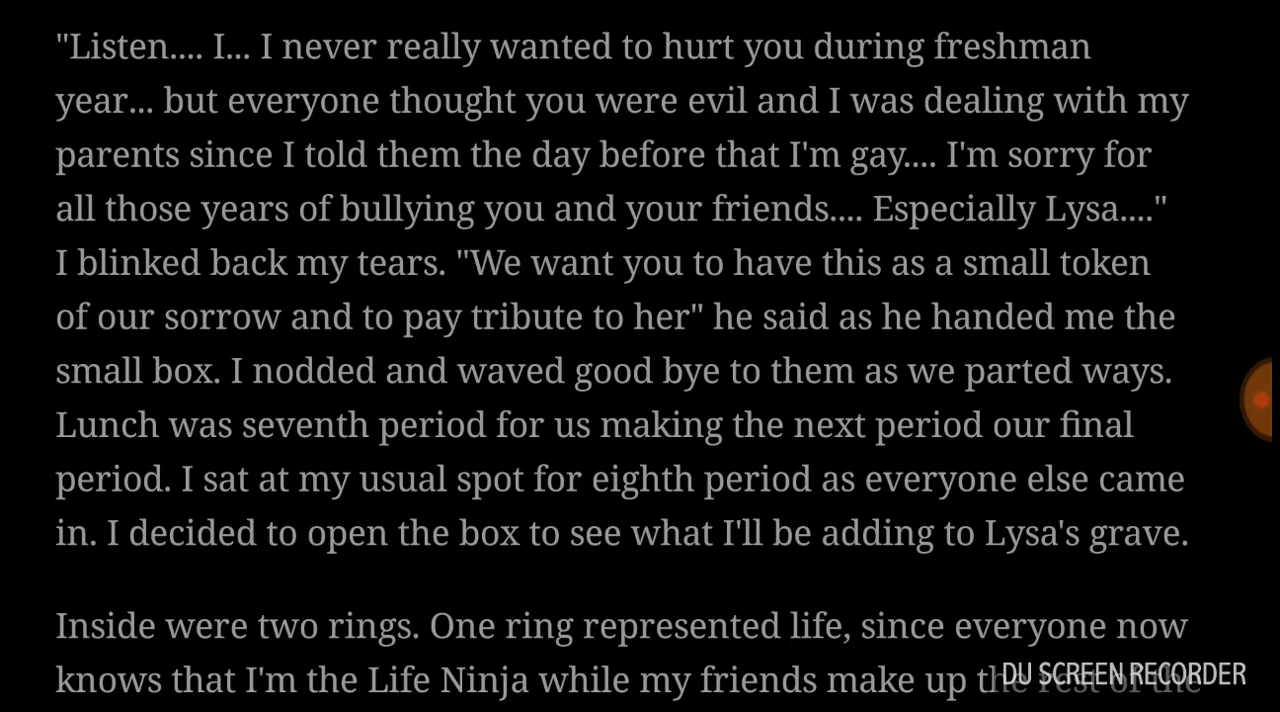 "Listen.... I... I never really wanted to hurt you during freshman
year... but everyone thought you were evil and I was dealing with my
parents since I told them the day before that I'm gay.... I'm sorry for
all those years of bullying you and your friends.... Especially Lysa...."
I blinked back my tears. "We want you to have this as a small token
of our sorrow and to pay tribute to her" he said as he handed me the
small box. I nodded and waved good bye to them as we parted ways.
Lunch was seventh period for us making the next period our final
period. I sat at my usual spot for eighth period as everyone else came
in. I decided to open the box to see what I'll be adding to Lysa's grave.
Inside were two rings. One ring represented life, since everyone now
knows that I'm the Life Ninja while my friends make up the rest of the
DU SCREEN RECORDER